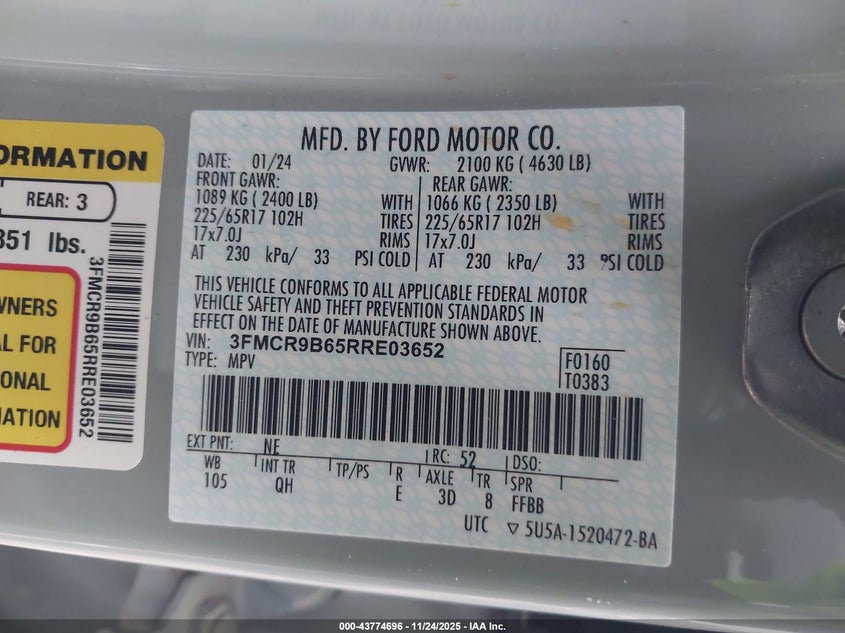 ORMATION
REAR: 3
351 lbs.
WNERS
AL FOR
ONAL
MATION
3FMCR9B65RRE03652
MFD. BY FORD MOTOR CO.
DATE: 01/24 GVWR: 2100 KG ( 4630 LB)
FRONT GAWR: REAR GAWR:
1089 KG ( 2400 LB) WITH 1066 KG ( 2350 LB) WITH
225/65R17 102H TIRES 225/65R17 102H TIRES
17x7.0J RIMS 17x7.0J RIMS
AT 230 kPa/ 33 PSI COLD AT 230 kPa/ 33 PSI COLD
THIS VEHICLE CONFORMS TO ALL APPLICABLE FEDERAL MOTOR
VEHICLE SAFETY AND THEFT PREVENTION STANDARDS IN
EFFECT ON THE DATE OF MANUFACTURE SHOWN ABOVE.
VIN: 3FMCR9B65RRE03652
TYPE: MPV
F0160
T0383
EXT PNT: NE RC: 52 DSO:
WB INT TR TP/PS R AXLE TR SPR
105 QH E 3D 8 FFBB
UTC ▽ 5U5A-1520472-BA
000-43774696 - 11/24/2025 - IAA Inc.